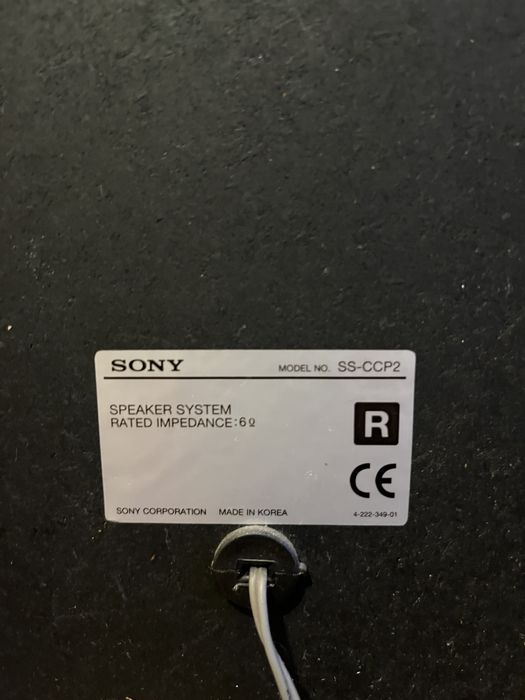 SONY MODEL NO. SS-CCP2
SPEAKER SYSTEM
RATED IMPEDANCE:6Ω
R
CE
SONY CORPORATION MADE IN KOREA 4-222-349-01